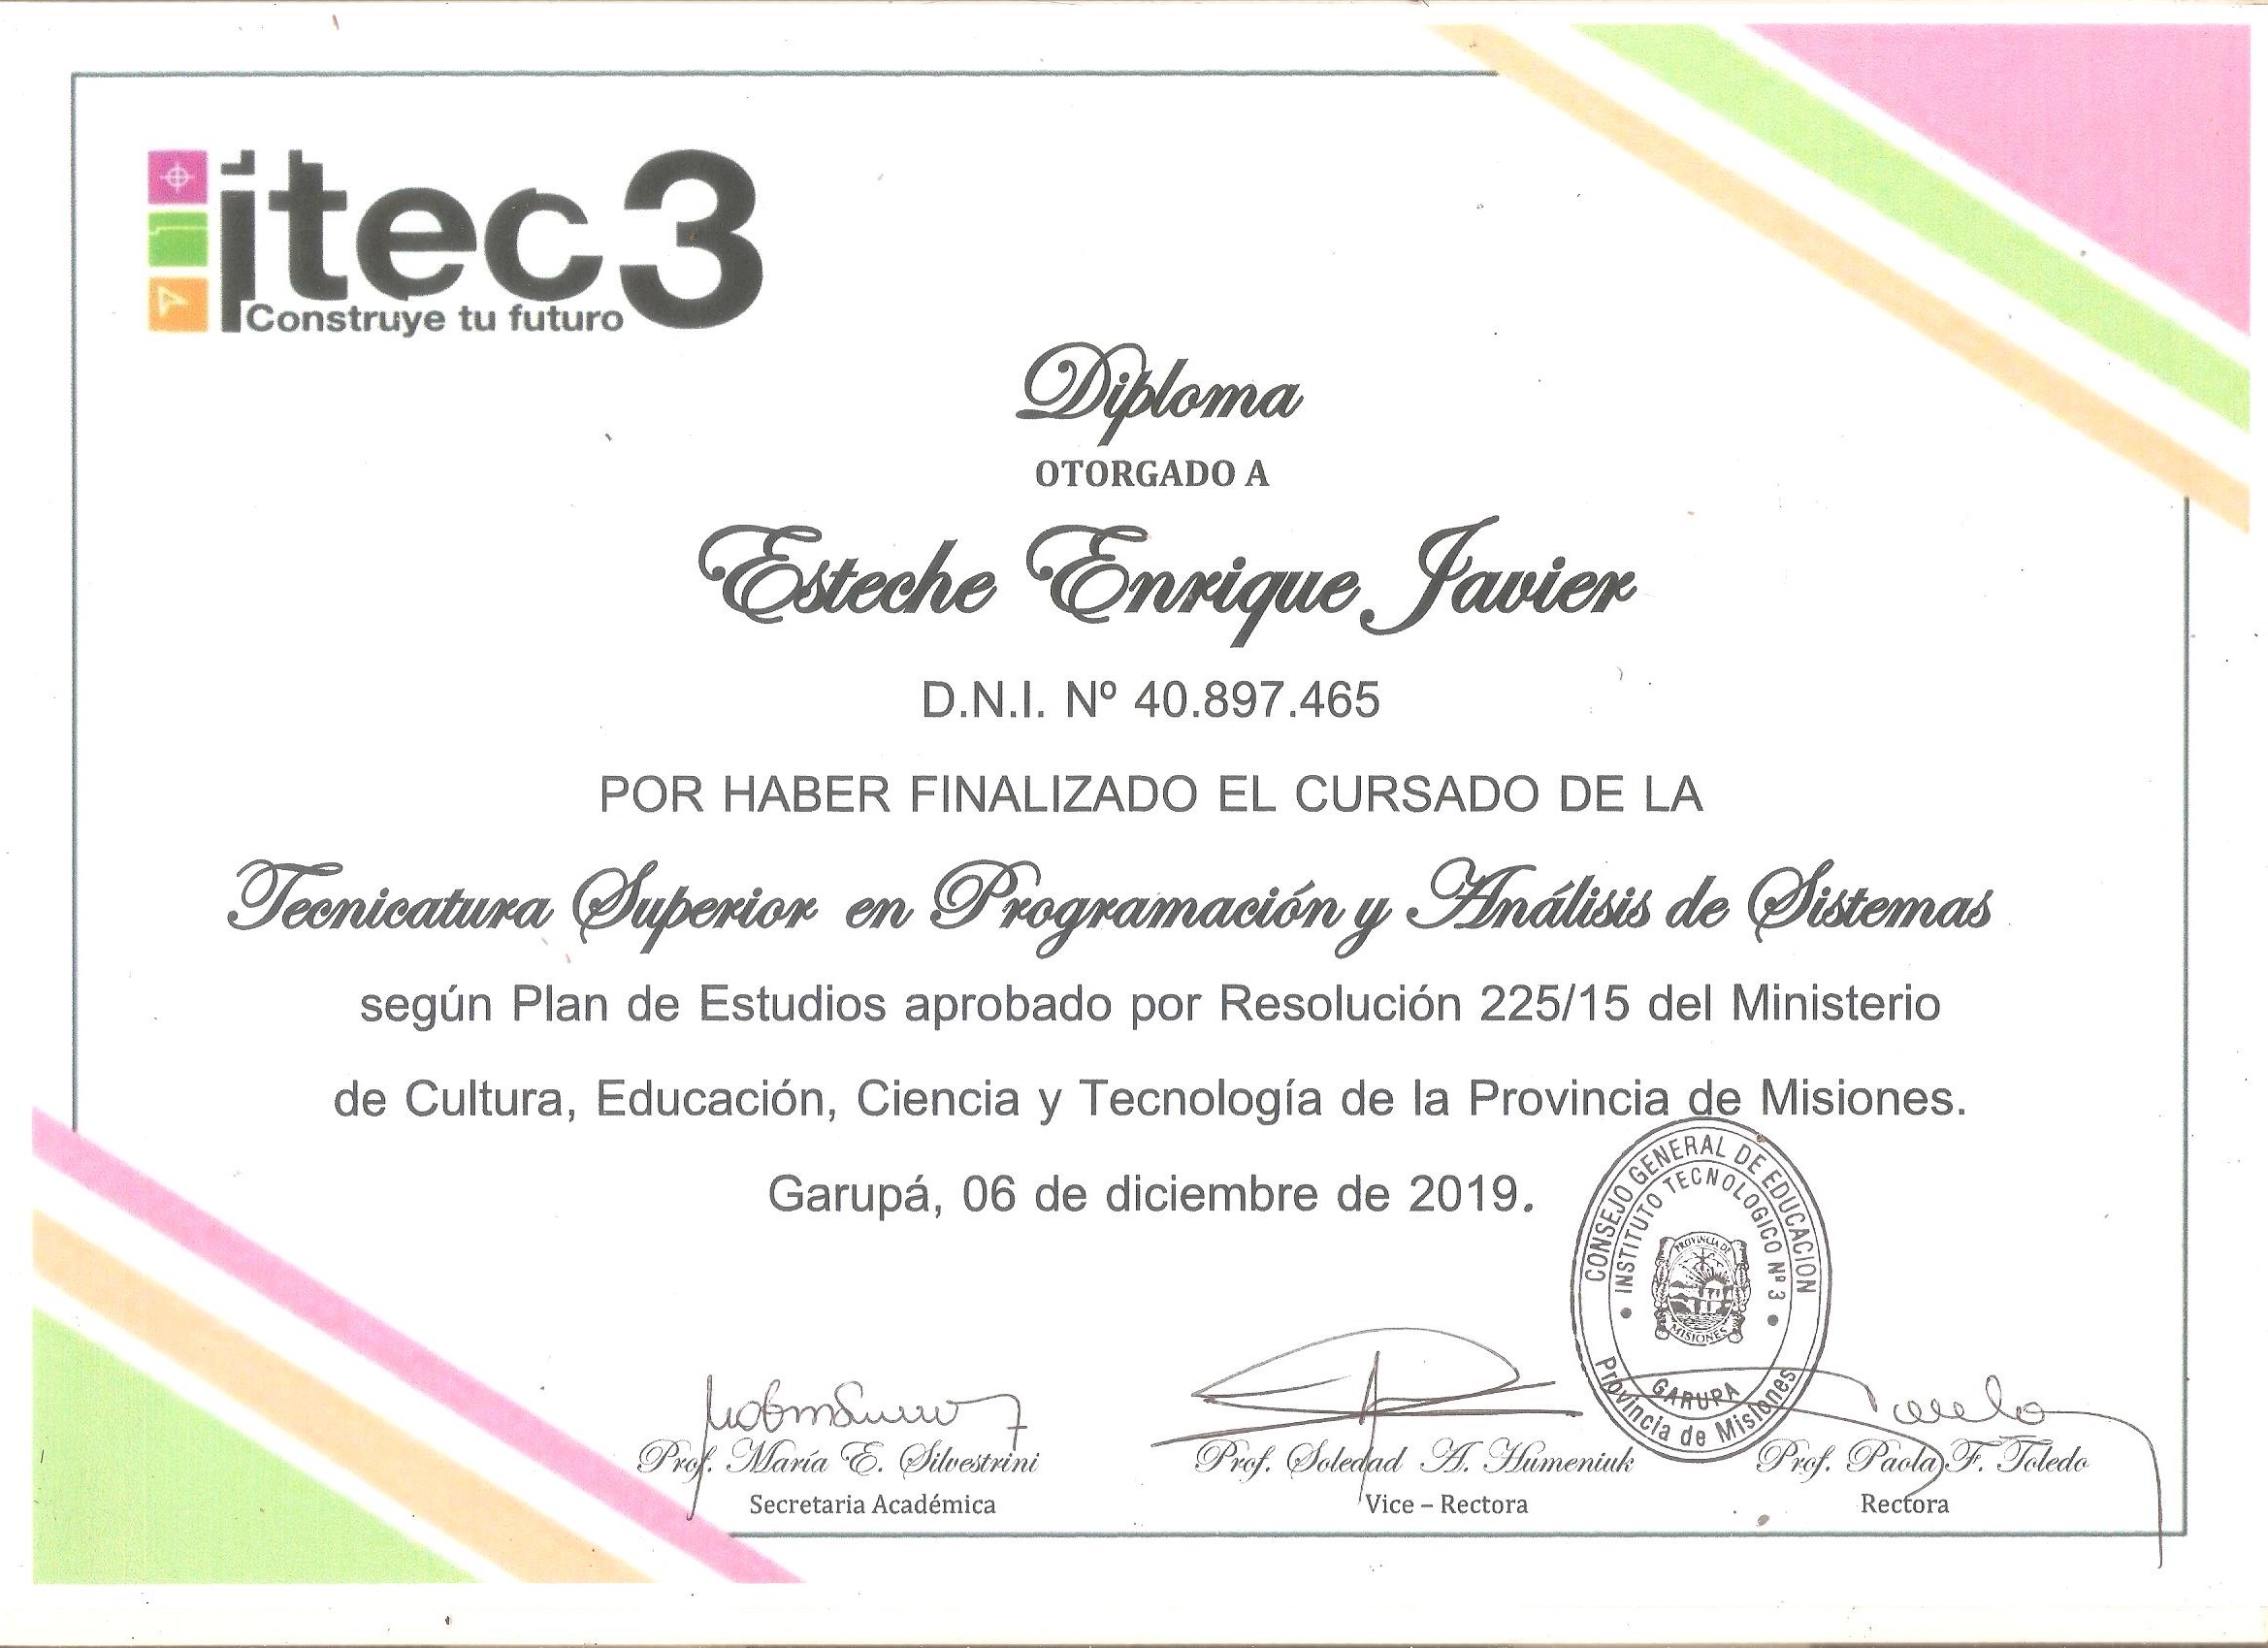 itec3
Construye tu futuro
Diploma
OTORGADO A
Esteche Enrique Javier
D.N.I. Nº 40.897.465
POR HABER FINALIZADO EL CURSADO DE LA
Tecnicatura Superior en Programación y Análisis de Sistemas
según Plan de Estudios aprobado por Resolución 225/15 del Ministerio
de Cultura, Educación, Ciencia y Tecnología de la Provincia de Misiones.
Garupá, 06 de diciembre de 2019.
CONSEJO GENERAL DE EDUCACION
INSTITUTO TECNOLOGICO Nº 3
PROVINCIA DE
MISIONES
GARUPA
Provincia de Misiones
Prof. María E. Silvestrini
Secretaria Académica
Prof. Soledad A. Humeniuk
Vice – Rectora
Prof. Paola F. Toledo
Rectora